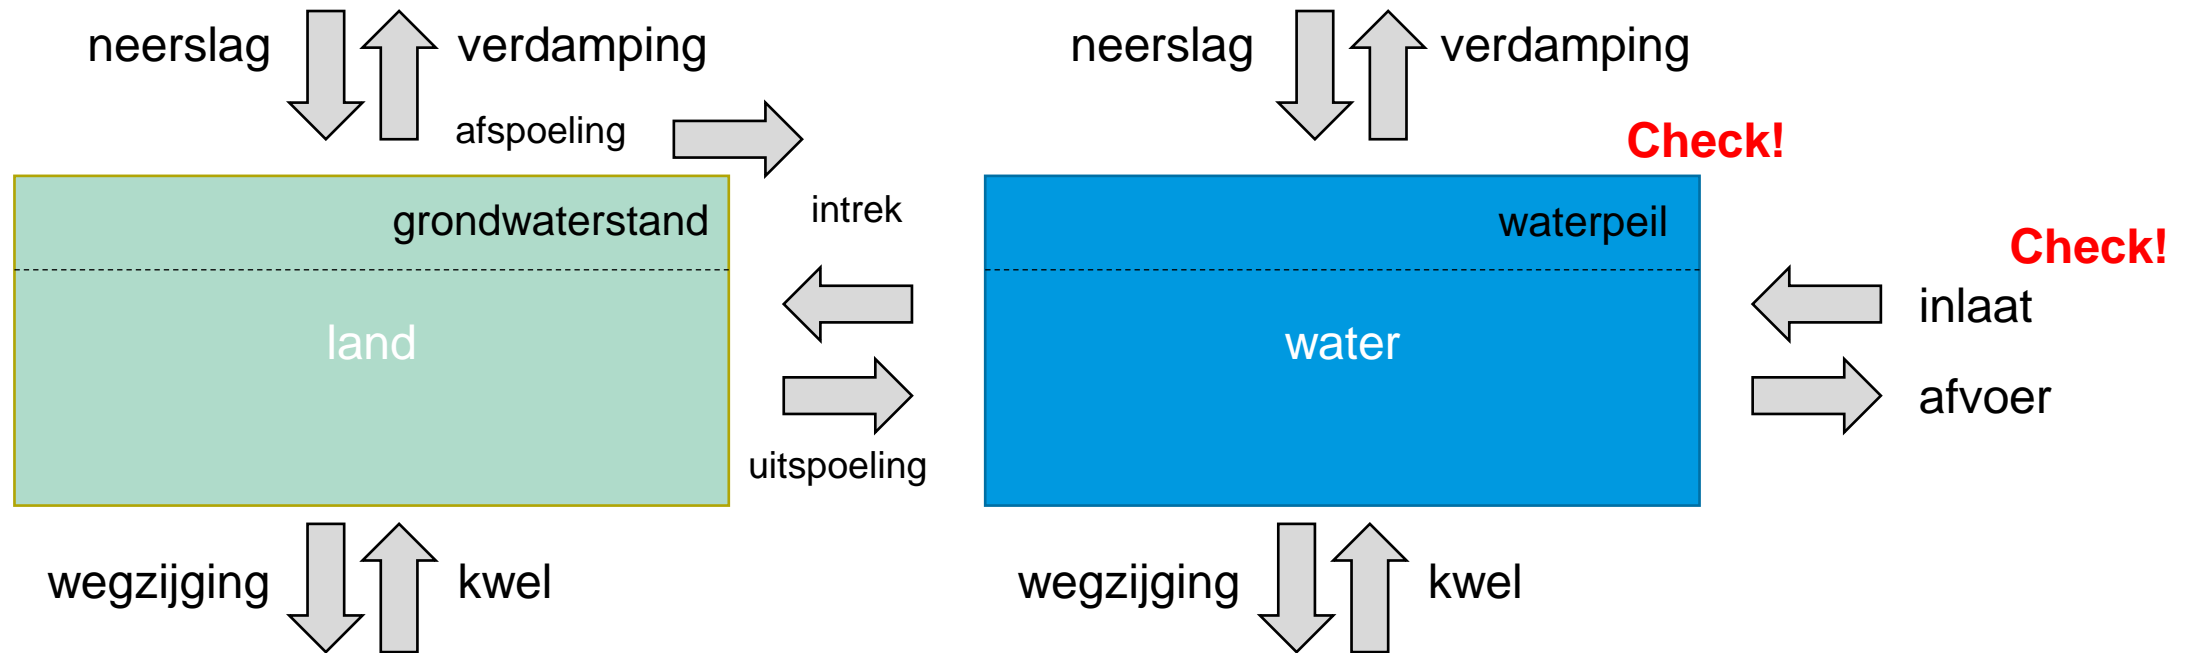 neerslag
verdamping
afspoeling
grondwaterstand
land
intrek
uitspoeling
wegzijging
kwel
neerslag
verdamping
Check!
waterpeil
water
Check!
inlaat
afvoer
wegzijging
kwel